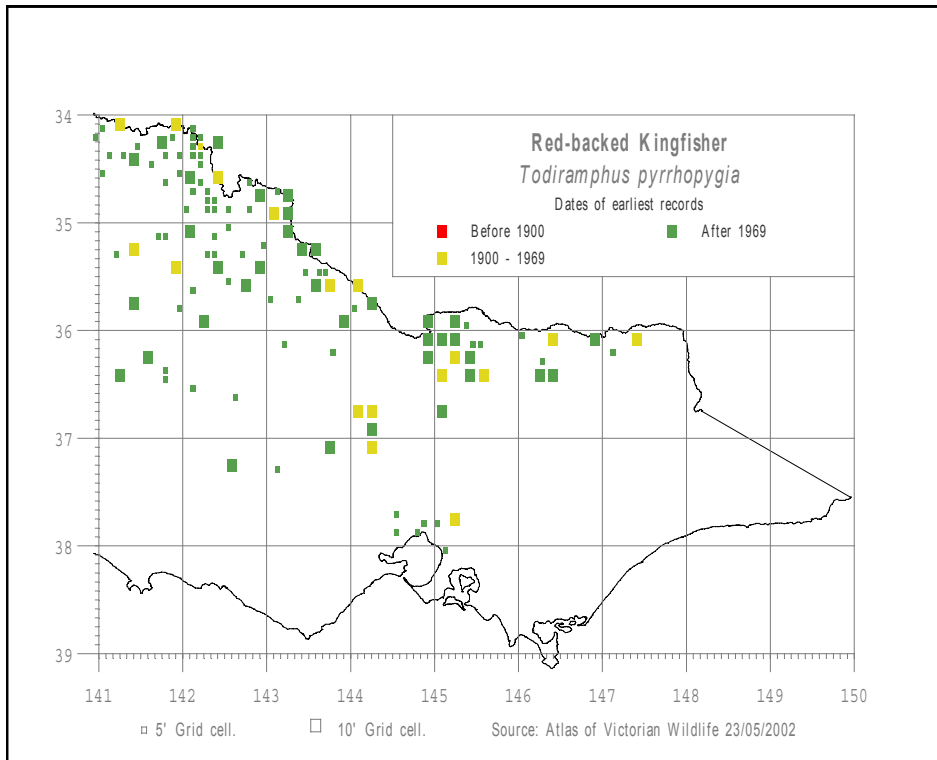 34
35
36
37
38
39
Red-backed Kingfisher
Todiramphus pyrrhopygia
Dates of earliest records
Before 1900
After 1969
1900 - 1969
141 142 143 144 145 146 147 148 149 150
5' Grid cell. 10' Grid cell. Source: Atlas of Victorian Wildlife 23/05/2002